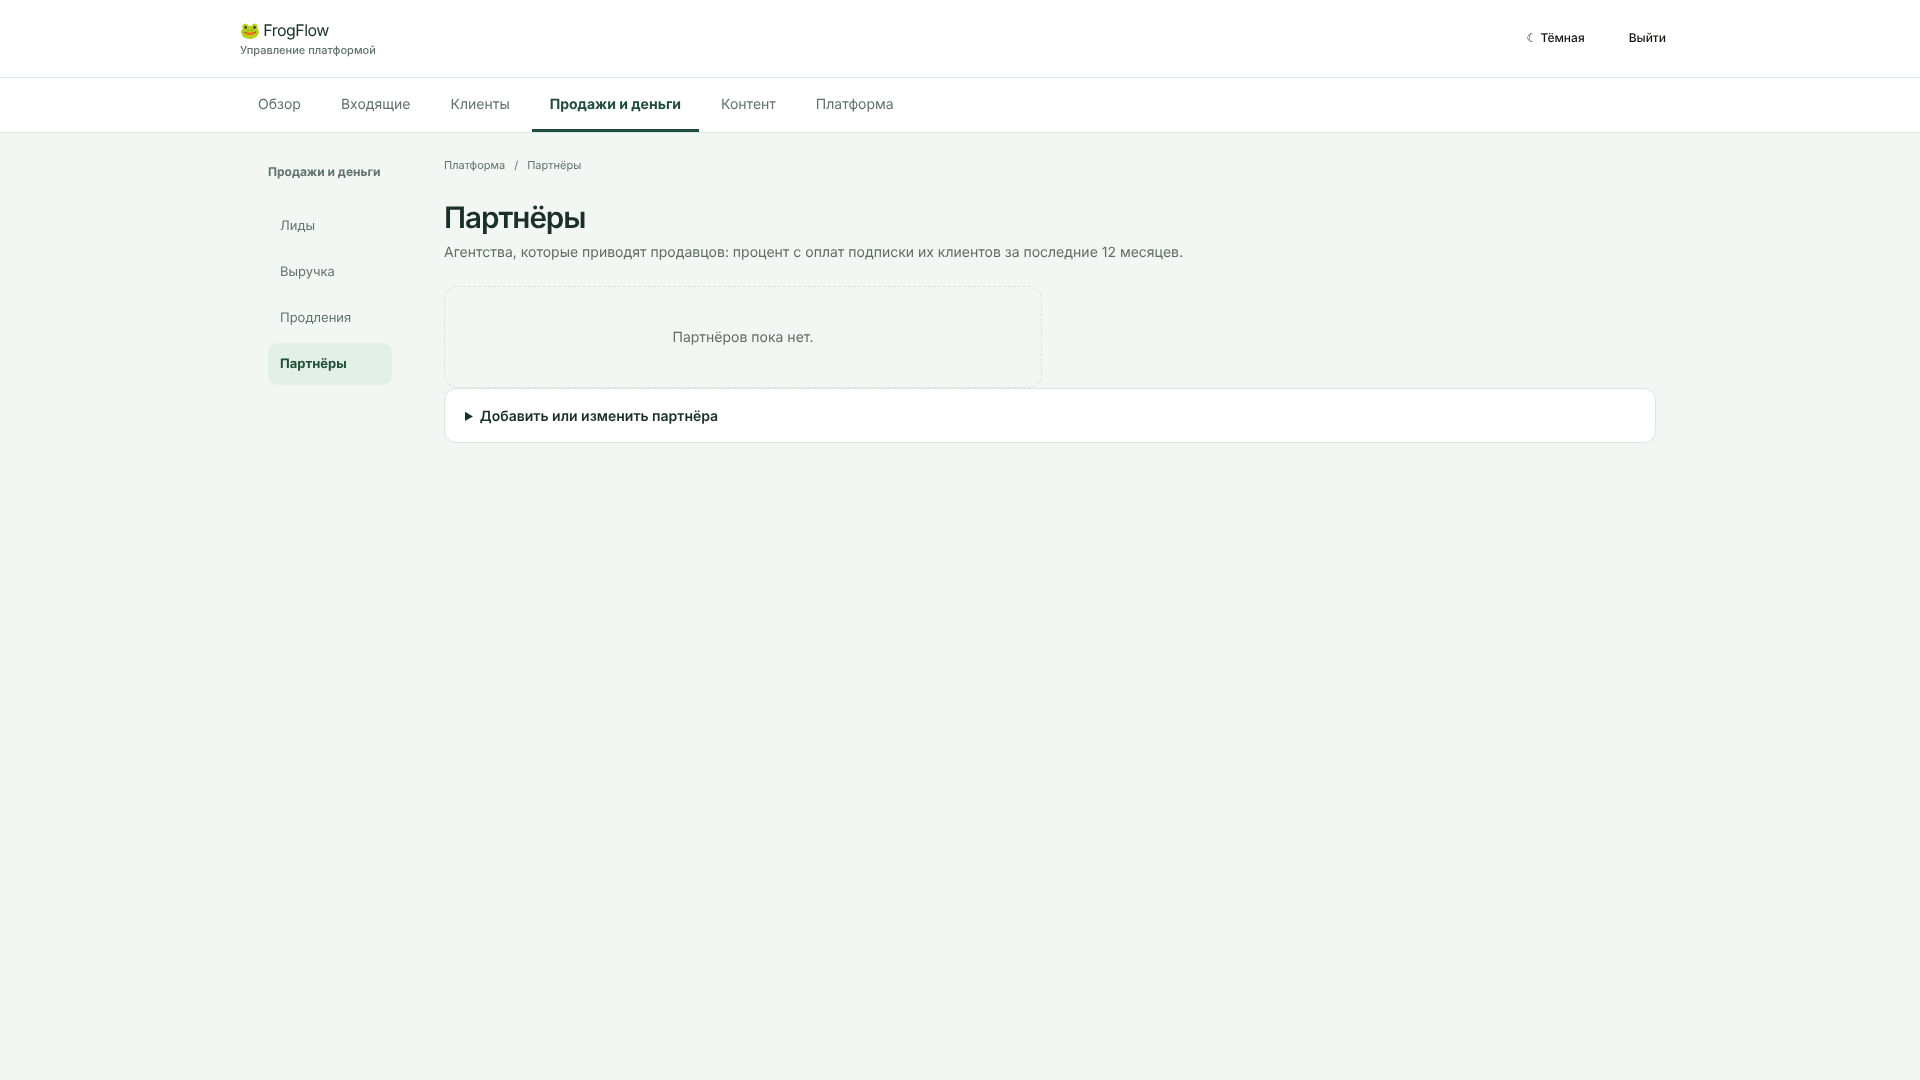 🐸 FrogFlow
Управление платформой
☾ Тёмная
Выйти
Обзор
Входящие
Клиенты
Продажи и деньги
Контент
Платформа
Продажи и деньги
Лиды
Выручка
Продления
Партнёры
Платформа / Партнёры
Партнёры
Агентства, которые приводят продавцов: процент с оплат подписки их клиентов за последние 12 месяцев.
Партнёров пока нет.
▶ Добавить или изменить партнёра